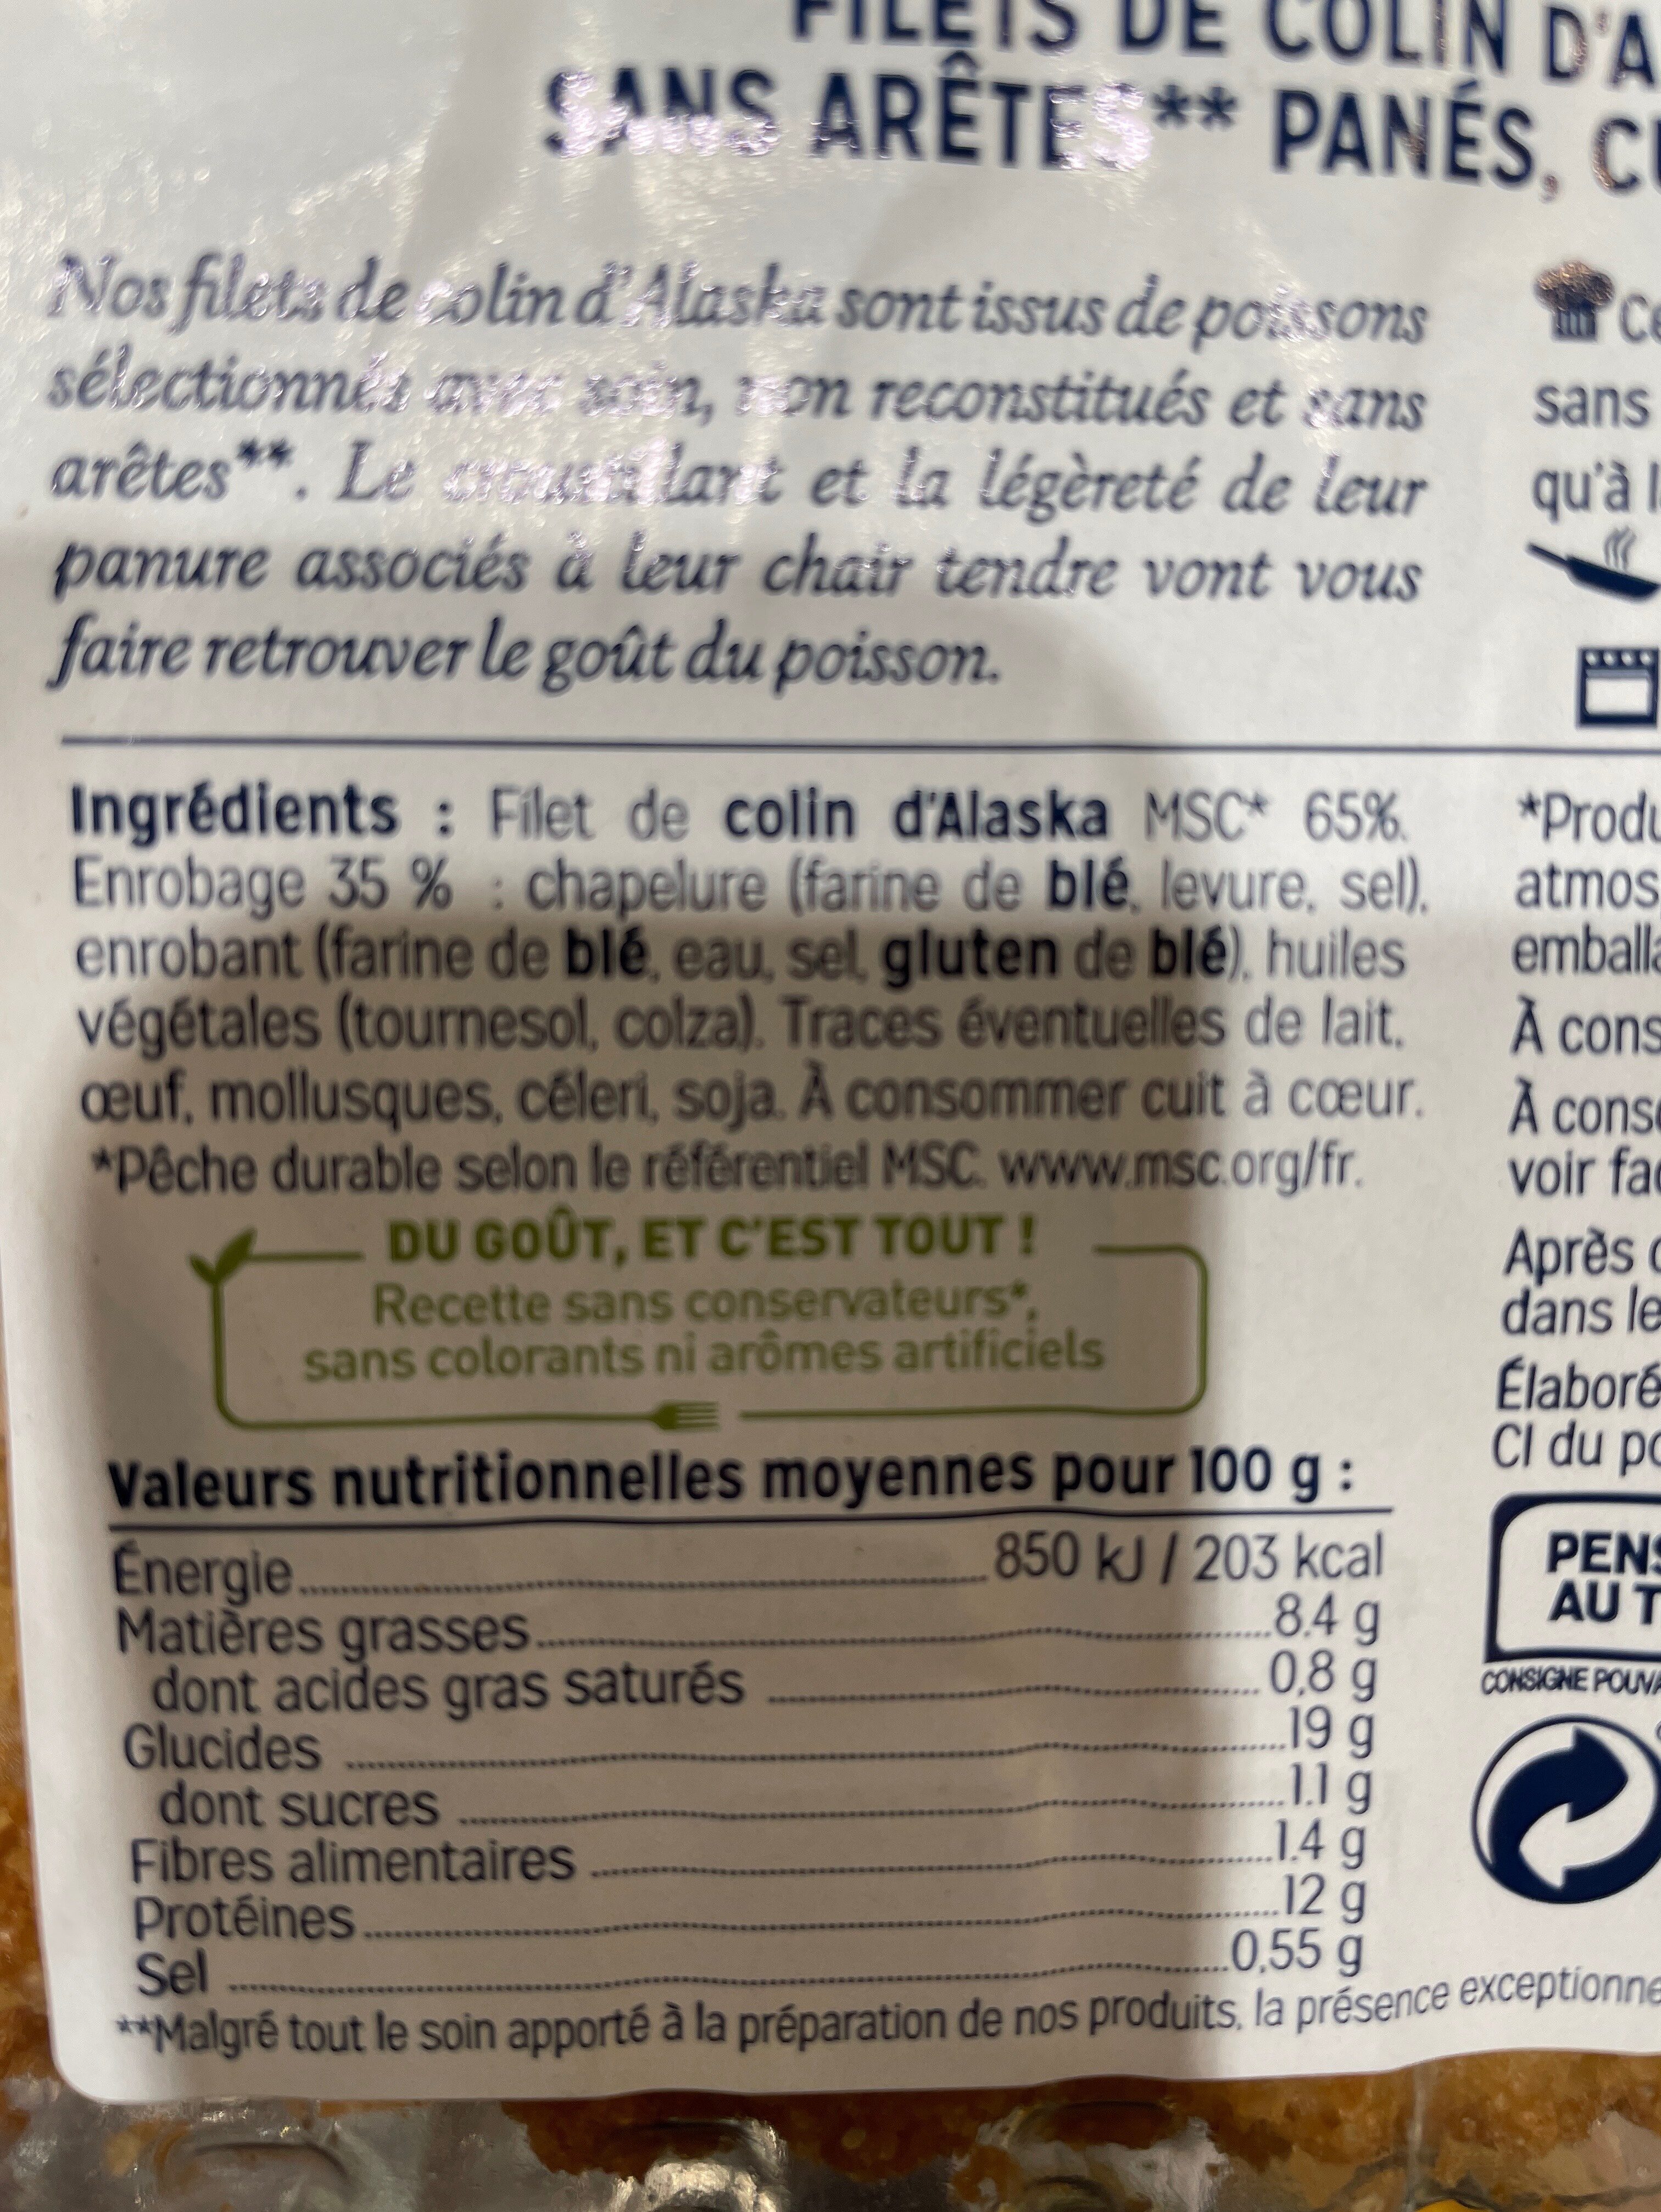 FILETS DE COLIN D'A
SANS ARÊTES** PANÉS, CU
Nos filets de colin d'Alaska sont issus de poissons
sélectionnés avec soin, non reconstitués et sans
arêtes**. Le croustillant et la légèreté de leur
panure associés à leur chair tendre vont vous
faire retrouver le goût du poisson.
Ingrédients : Filet de colin d'Alaska MSC* 65%.
Enrobage 35 % : chapelure (farine de blé, levure, sel),
enrobant (farine de blé, eau, sel, gluten de blé), huiles
végétales (tournesol, colza). Traces éventuelles de lait,
œuf, mollusques, céleri, soja. À consommer cuit à cœur.
*Pêche durable selon le référentiel MSC. www.msc.org/fr.
DU GOÛT, ET C'EST TOUT !
Recette sans conservateurs*,
sans colorants ni arômes artificiels
Valeurs nutritionnelles moyennes pour 100 g :
Énergie 850 kJ / 203 kcal
Matières grasses 8.4 g
dont acides gras saturés 0,8 g
Glucides 19 g
dont sucres 1.1 g
Fibres alimentaires 1.4 g
Protéines 12 g
Sel 0,55 g
**Malgré tout le soin apporté à la préparation de nos produits, la présence exceptionne
Ce
sans
qu'à l
*Produ
atmos
emballa
À cons
À cons
voir fac
Après
dans le
Élaboré
CI du po
PENS
AU T
CONSIGNE POUVA